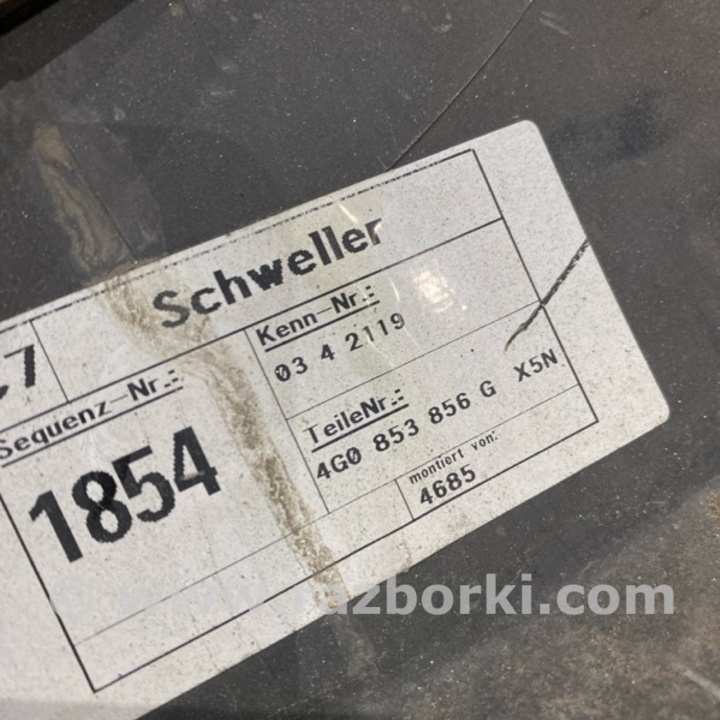 Schweller
Kenn-Nr.:
03 4 2119
Sequenz-Nr.:
1854
TeileNr.:
4G0 853 856 G X5N
montiert von:
4685
www.razborki.com